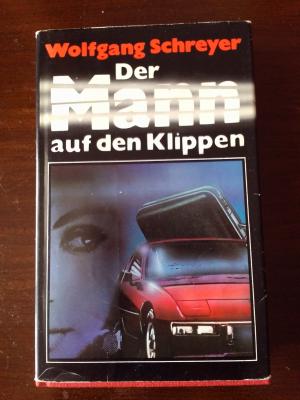 Wolfgang Schreyer
Der
Mann
auf den Klippen